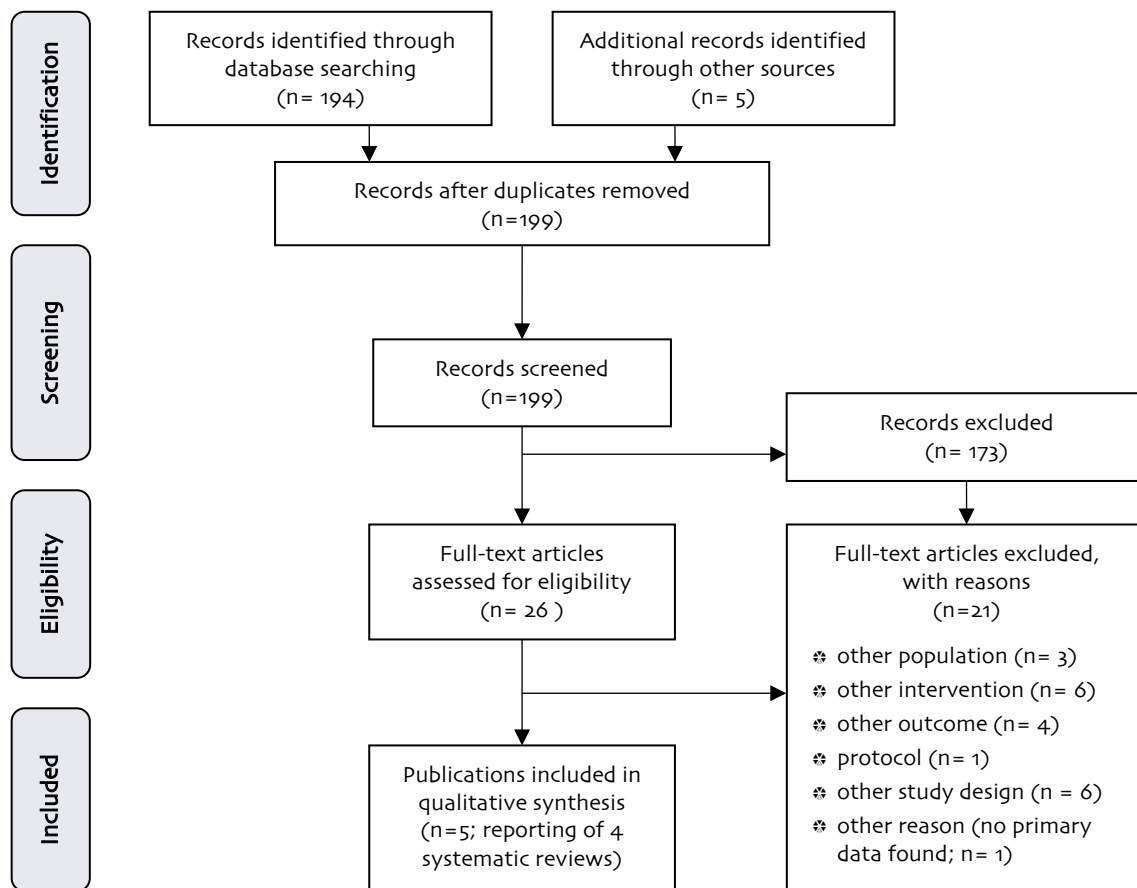 Identification
Records identified through
database searching
(n= 194)
Additional records identified
through other sources
(n= 5)
Records after duplicates removed
(n=199)
Screening
Records screened
(n=199)
Records excluded
(n= 173)
Eligibility
Full-text articles
assessed for eligibility
(n= 26 )
Full-text articles excluded,
with reasons
(n=21)
other population (n= 3)
other intervention (n= 6)
other outcome (n= 4)
protocol (n= 1)
other study design (n = 6)
other reason (no primary
data found; n= 1)
Included
Publications included in
qualitative synthesis
(n=5; reporting of 4
systematic reviews)